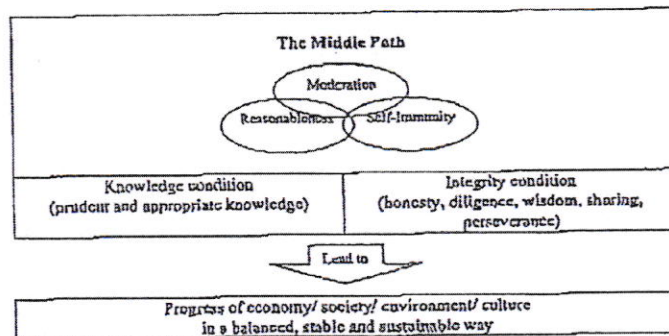 The Middle Path
Moderation
Reasonableness
Self-Immunity
Knowledge condition
(prudent and appropriate knowledge)
Integrity condition
(honesty, diligence, wisdom, sharing,
perseverance)
Lead to
Progress of economy/ society/ environment/ culture
in a balanced, stable and sustainable way